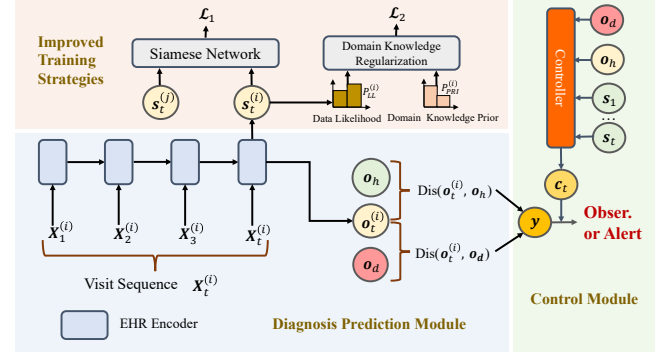 Improved
Training
Strategies
𝓛₁
Siamese Network
s_t^(j)
s_t^(i)
𝓛₂
Domain Knowledge
Regularization
P_LL^(i)
P_PRI^(i)
Data Likelihood
Domain Knowledge Prior
X_1^(i)
X_2^(i)
X_3^(i)
X_t^(i)
Visit Sequence X_t^(i)
EHR Encoder
Diagnosis Prediction Module
o_h
o_t^(i)
o_d
Dis(o_t^(i), o_h)
Dis(o_t^(i), o_d)
y
Controller
o_d
o_h
s_1
...
s_t
c_t
Obser.
or Alert
Control Module